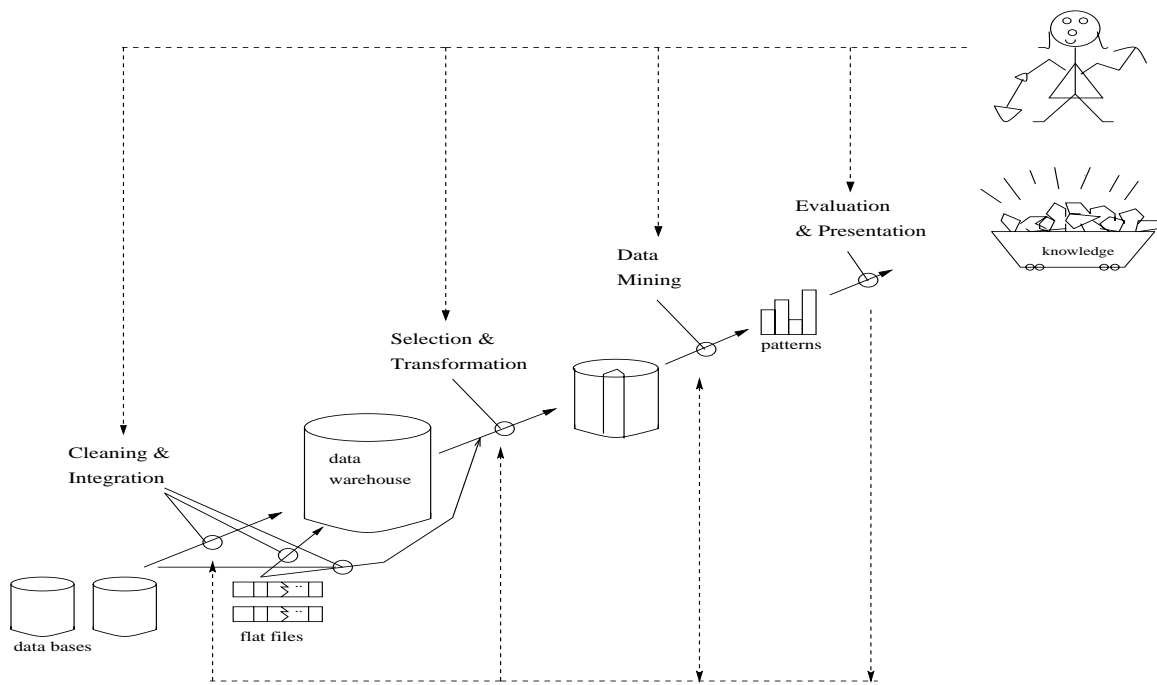 Evaluation
& Presentation
knowledge
Data
Mining
patterns
Selection &
Transformation
data
warehouse
Cleaning &
Integration
flat files
data bases